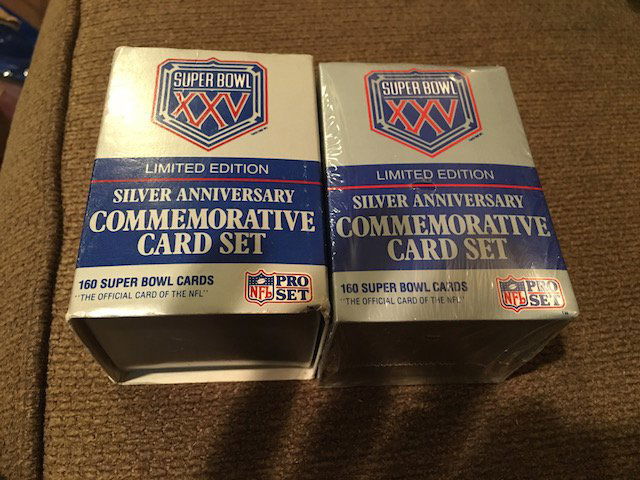 SUPER BOWL
XXV
LIMITED EDITION
SILVER ANNIVERSARY
COMMEMORATIVE
CARD SET
160 SUPER BOWL CARDS
"THE OFFICIAL CARD OF THE NFL"
NFL PRO
SET
SUPER BOWL
XXV
LIMITED EDITION
SILVER ANNIVERSARY
COMMEMORATIVE
CARD SET
160 SUPER BOWL CARDS
"THE OFFICIAL CARD OF THE NFL"
NFL PRO
SET